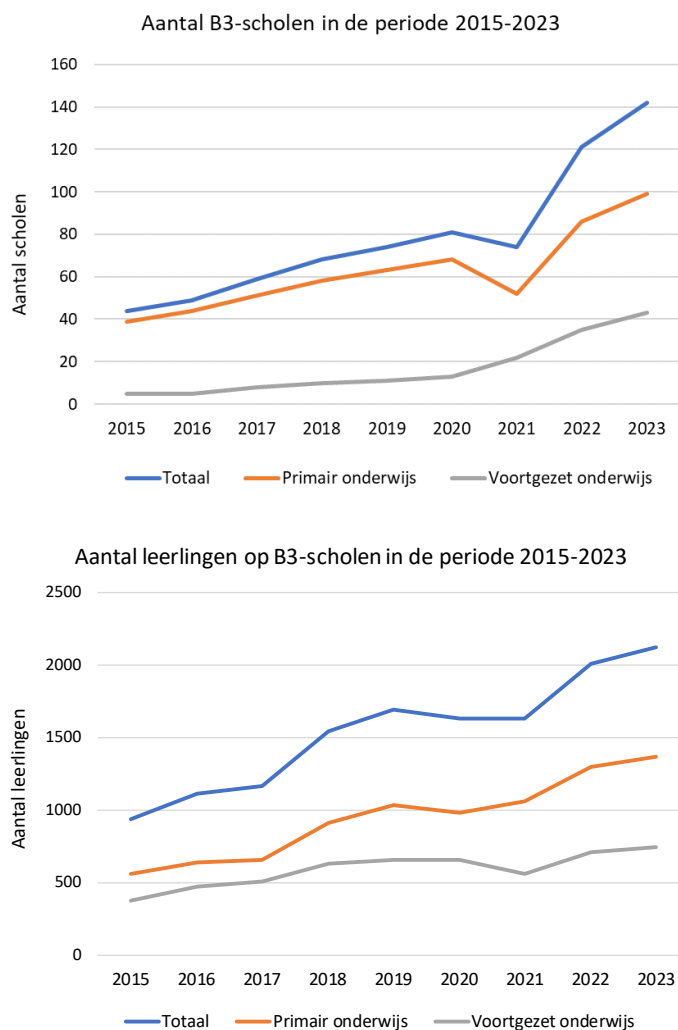 Aantal B3-scholen in de periode 2015-2023
160
140
120
100
80
60
40
20
0
Aantal scholen
2015 2016 2017 2018 2019 2020 2021 2022 2023
Totaal Primair onderwijs Voortgezet onderwijs
Aantal leerlingen op B3-scholen in de periode 2015-2023
2500
2000
1500
1000
500
0
Aantal leerlingen
2015 2016 2017 2018 2019 2020 2021 2022 2023
Totaal Primair onderwijs Voortgezet onderwijs